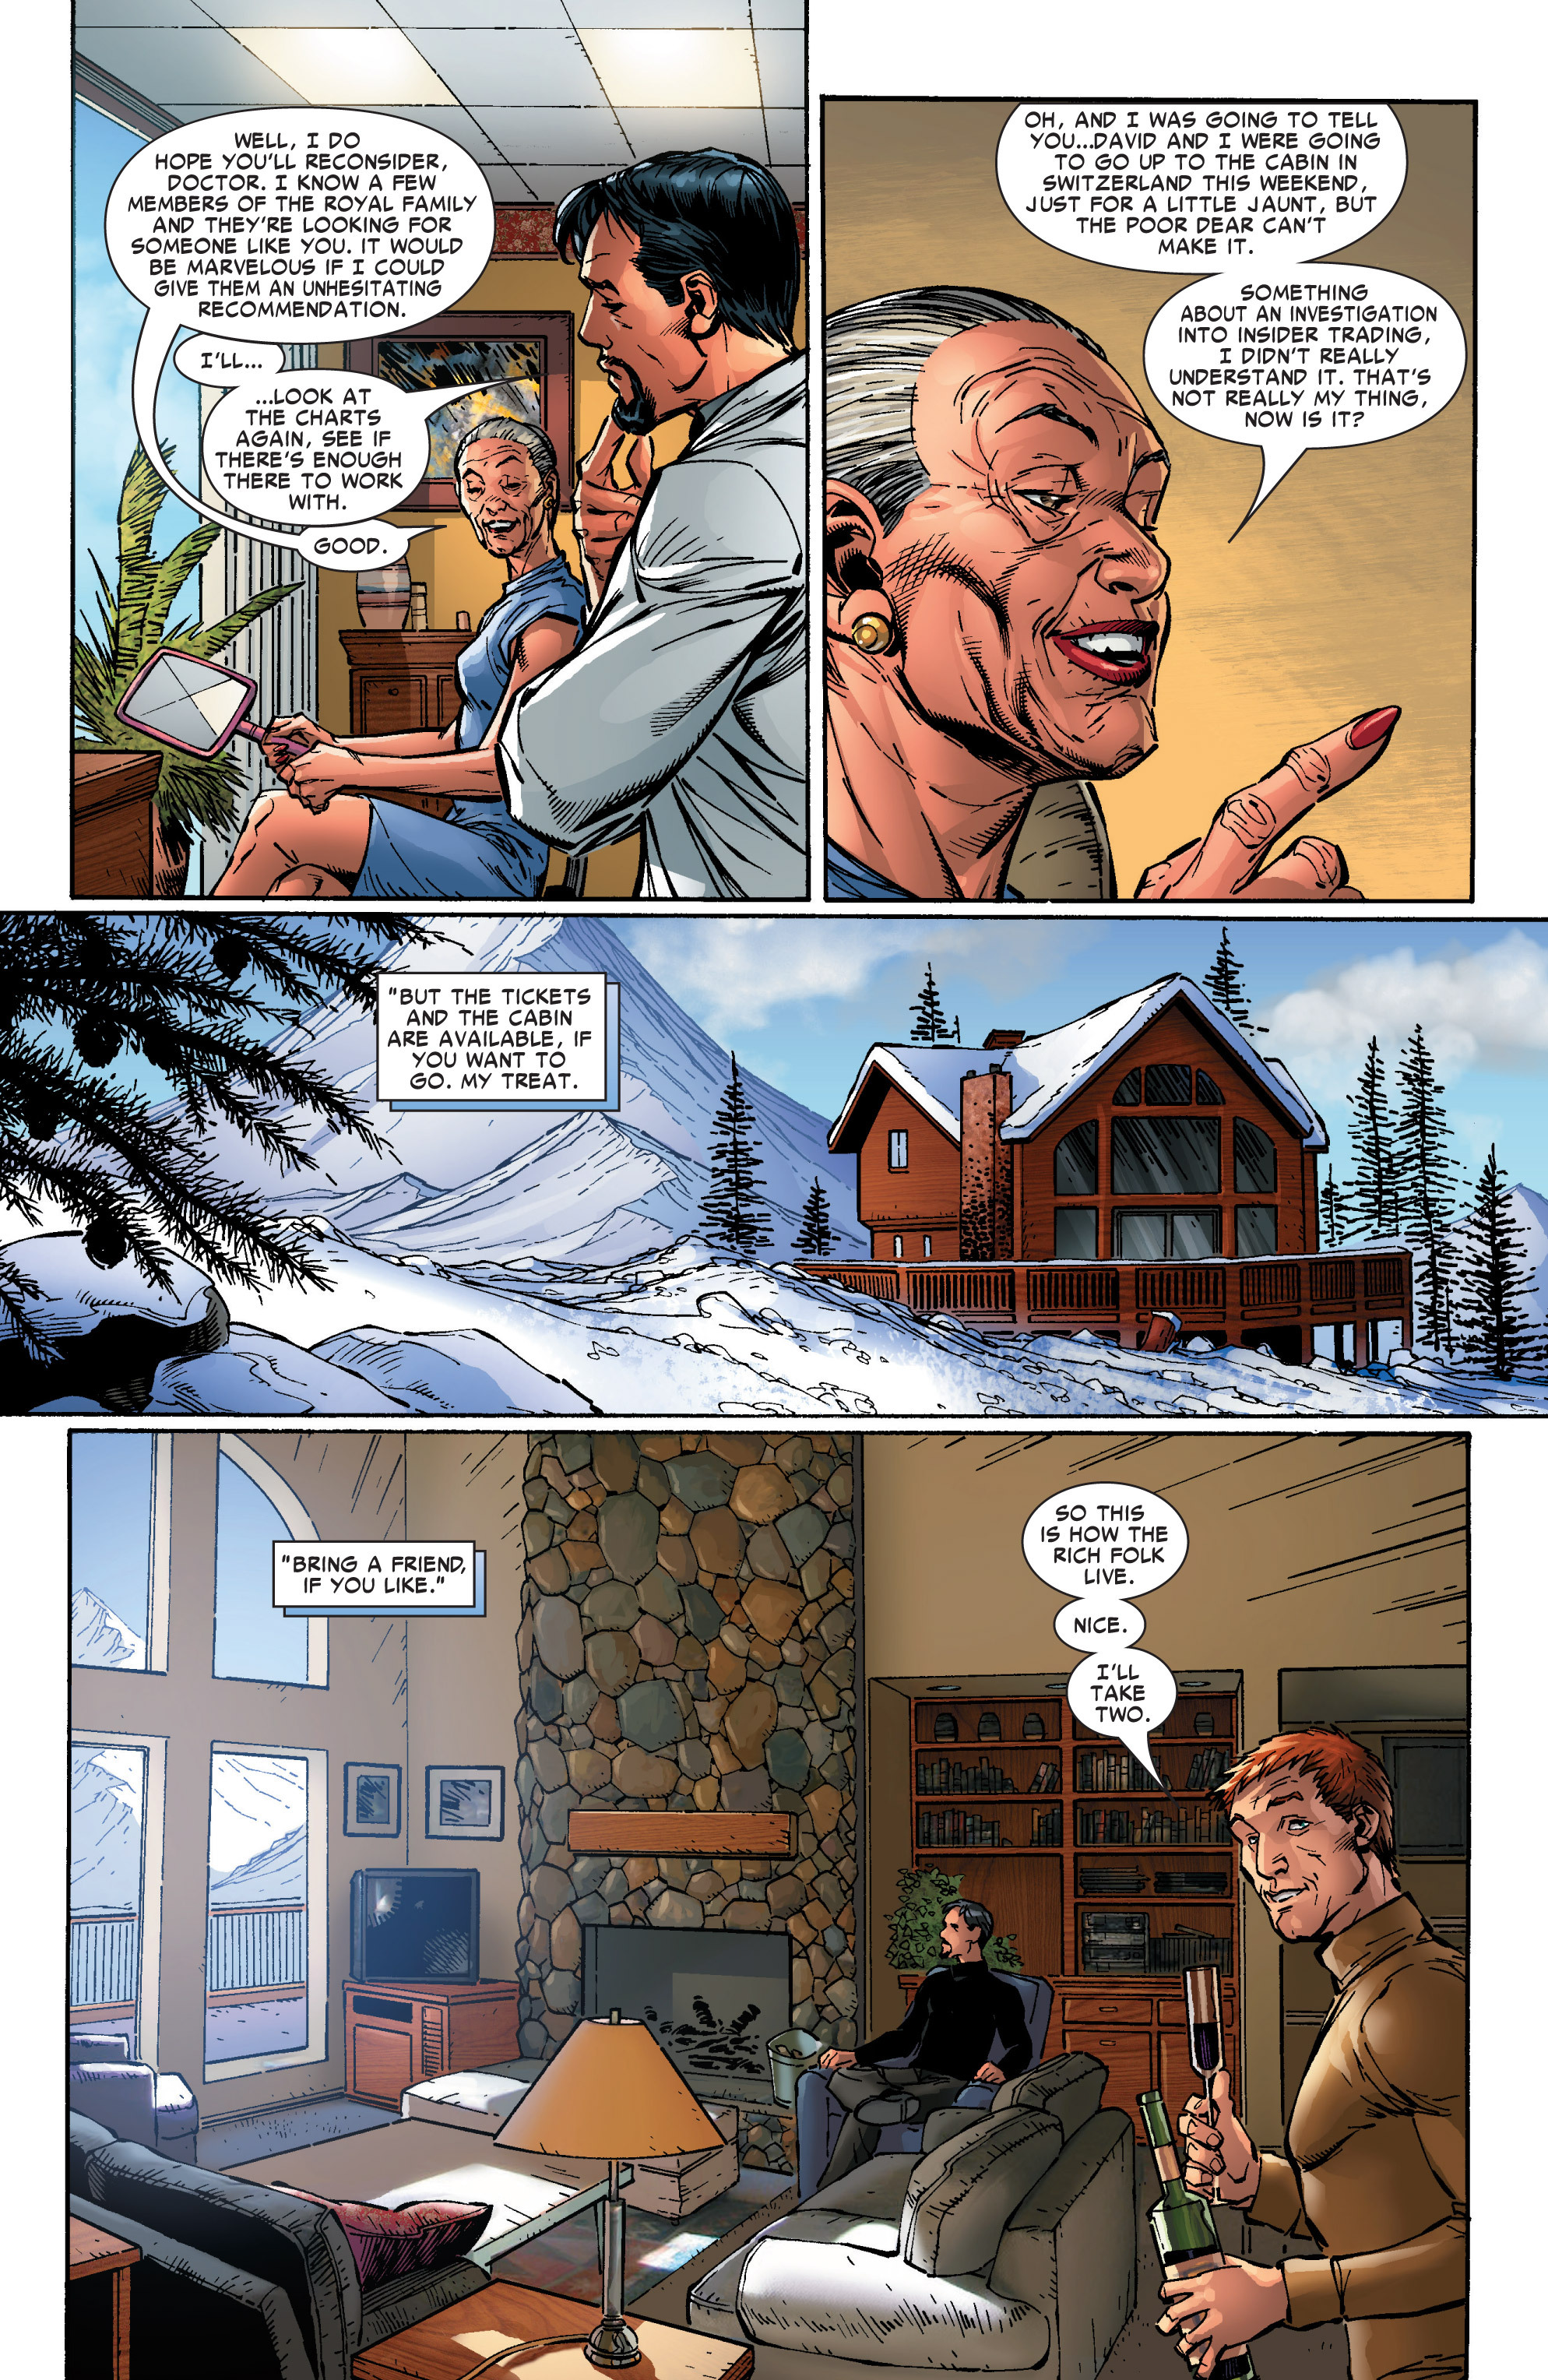 WELL, I DO
HOPE YOU'LL RECONSIDER,
DOCTOR. I KNOW A FEW
MEMBERS OF THE ROYAL FAMILY
AND THEY'RE LOOKING FOR
SOMEONE LIKE YOU. IT WOULD
BE MARVELOUS IF I COULD
GIVE THEM AN UNHESITATING
RECOMMENDATION.
I'LL...
...LOOK AT
THE CHARTS
AGAIN, SEE IF
THERE'S ENOUGH
THERE TO WORK
WITH.
GOOD.
OH, AND I WAS GOING TO TELL
YOU...DAVID AND I WERE GOING
TO GO UP TO THE CABIN IN
SWITZERLAND THIS WEEKEND,
JUST FOR A LITTLE JAUNT, BUT
THE POOR DEAR CAN'T
MAKE IT.
SOMETHING
ABOUT AN INVESTIGATION
INTO INSIDER TRADING,
I DIDN'T REALLY
UNDERSTAND IT. THAT'S
NOT REALLY MY THING,
NOW IS IT?
"BUT THE TICKETS
AND THE CABIN
ARE AVAILABLE, IF
YOU WANT TO
GO. MY TREAT.
"BRING A FRIEND,
IF YOU LIKE."
SO THIS
IS HOW THE
RICH FOLK
LIVE.
NICE.
I'LL
TAKE
TWO.